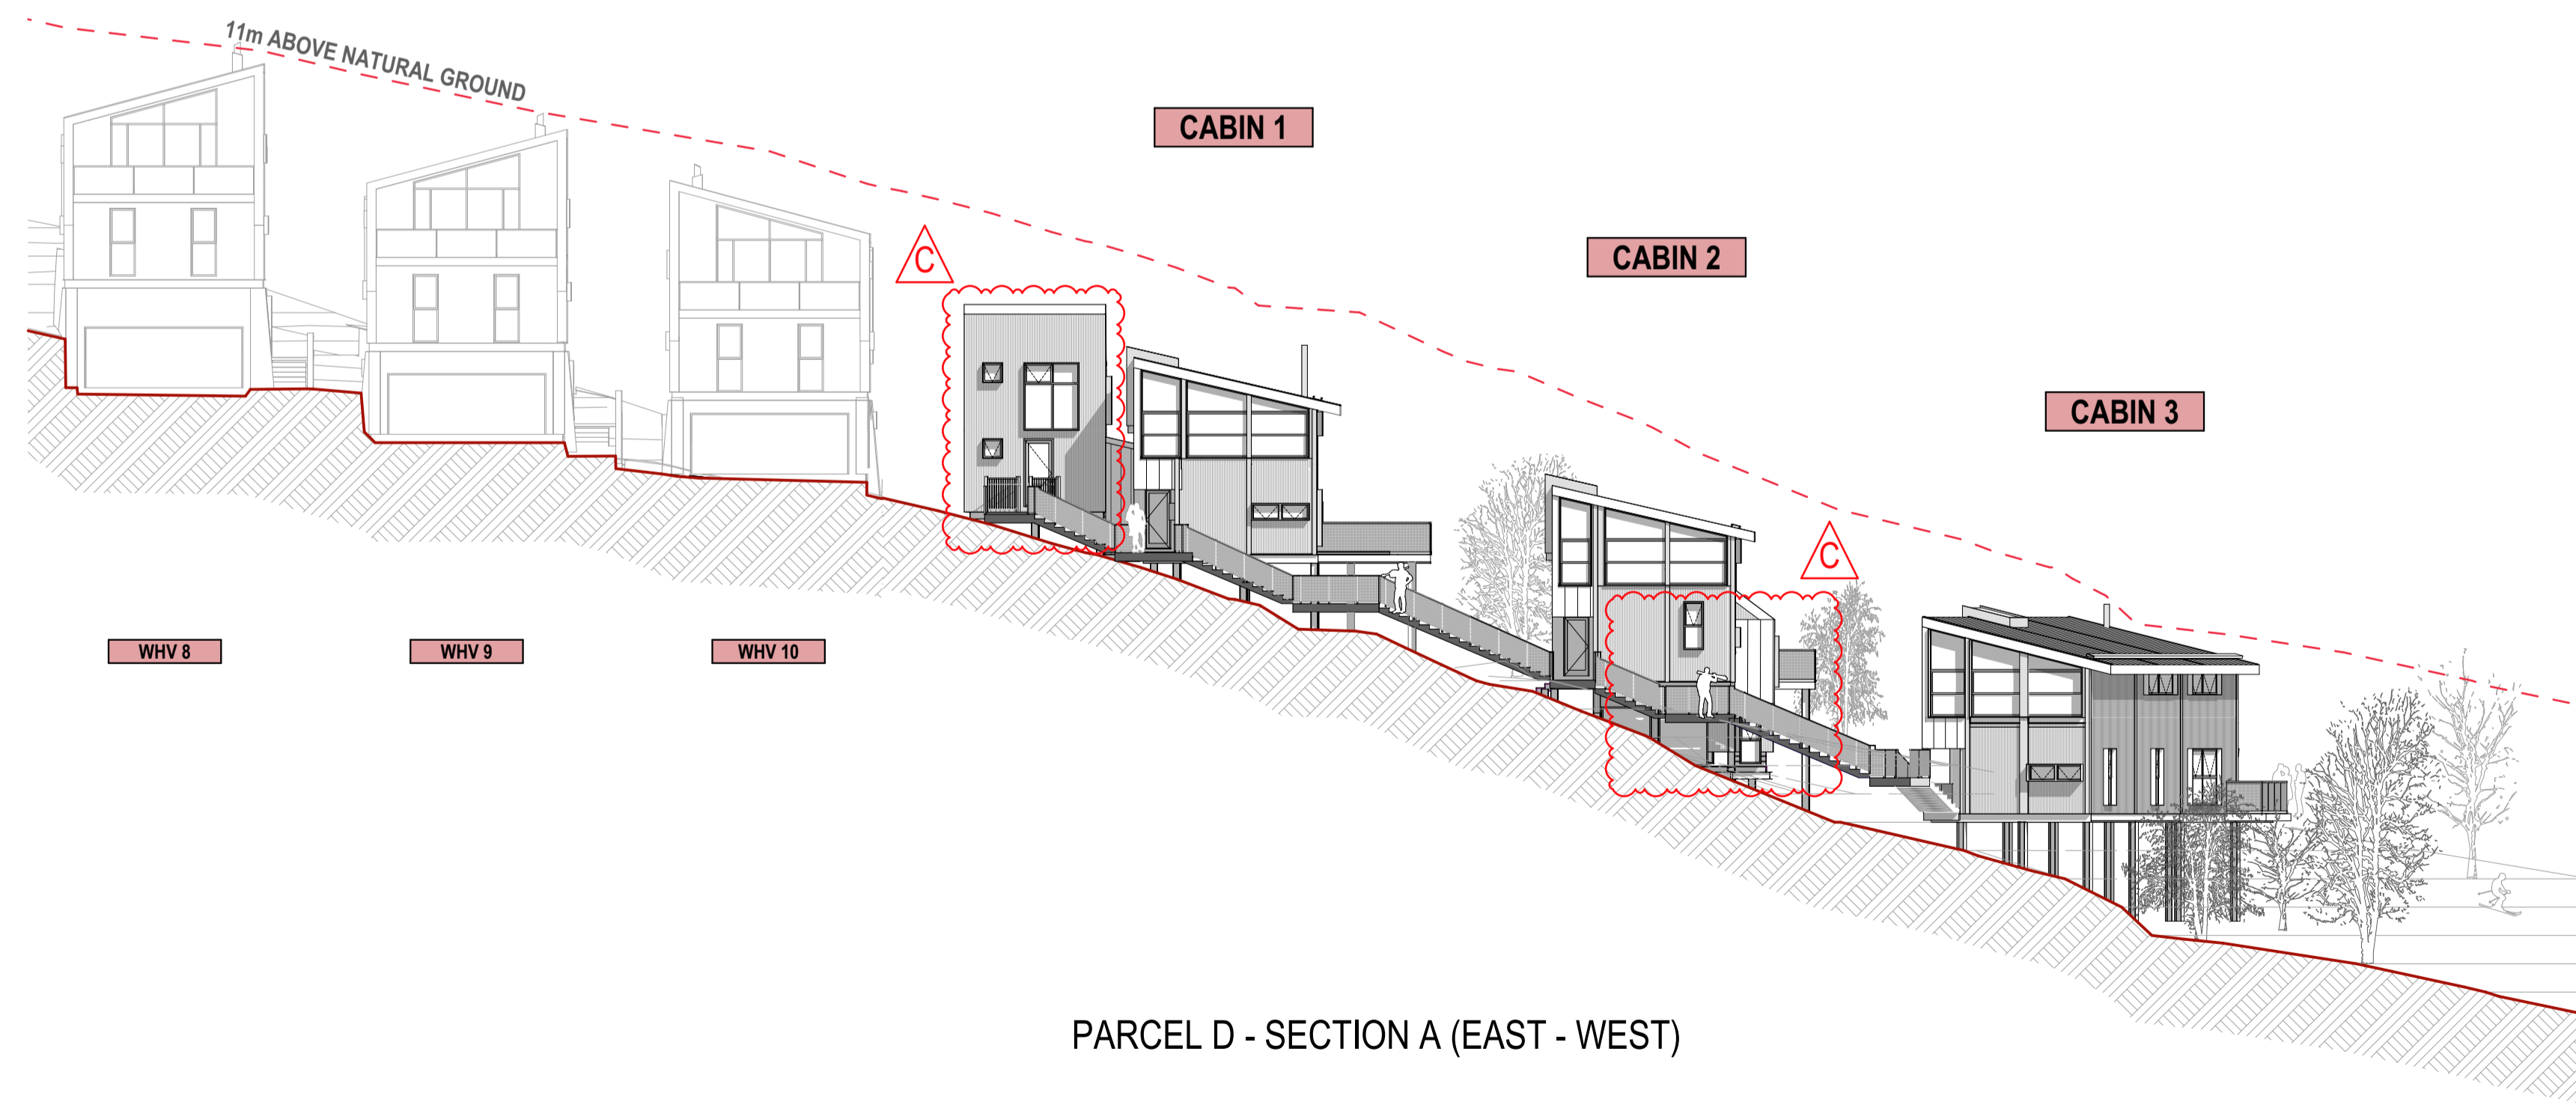 11m ABOVE NATURAL GROUND
CABIN 1
CABIN 2
CABIN 3
C
C
WHV 8
WHV 9
WHV 10
PARCEL D - SECTION A (EAST - WEST)